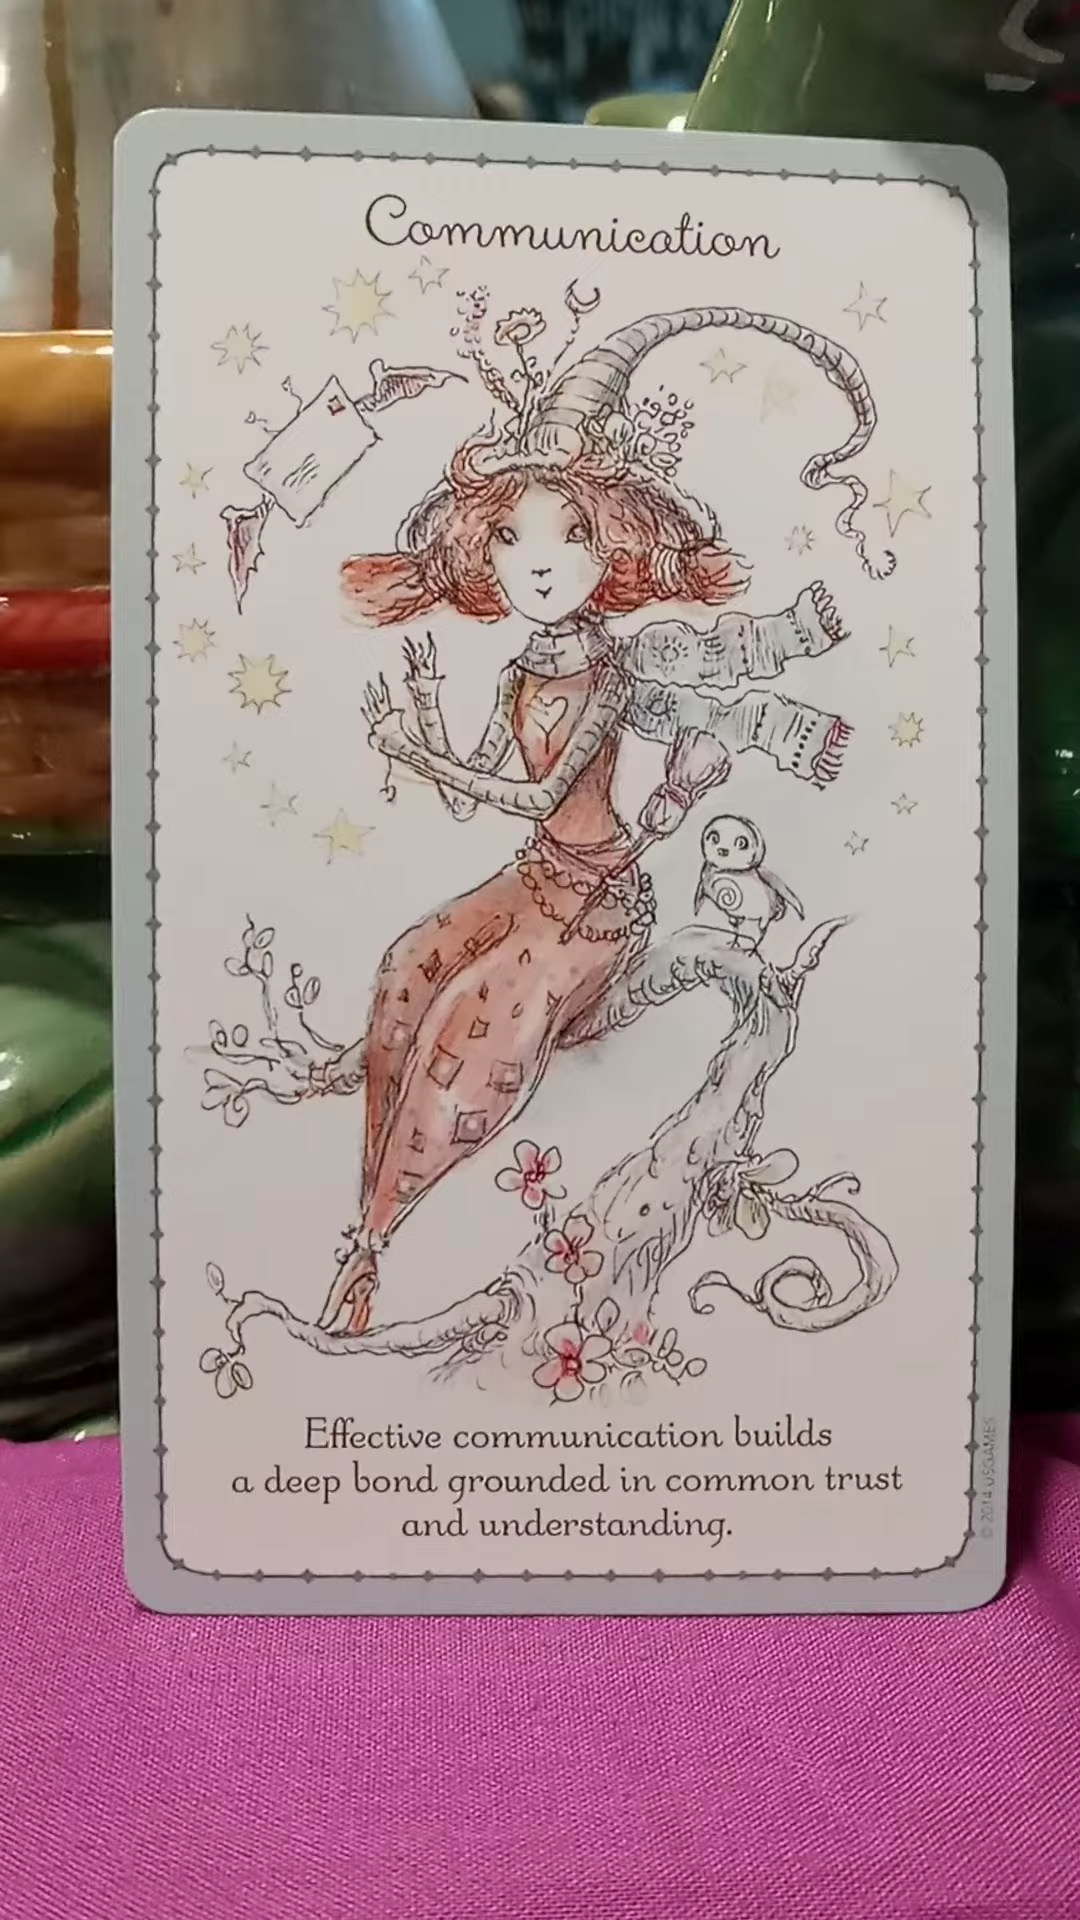 Communication
Effective communication builds
a deep bond grounded in common trust
and understanding.
© 2014 USGAMES